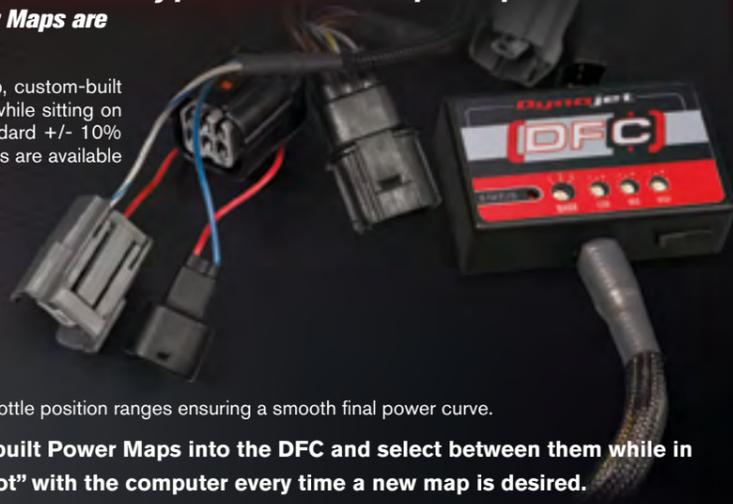 Maps are
, custom-built
while sitting on
dard +/- 10%
s are available
Dynojet
DFC
ottle position ranges ensuring a smooth final power curve.
built Power Maps into the DFC and select between them while in
ot” with the computer every time a new map is desired.